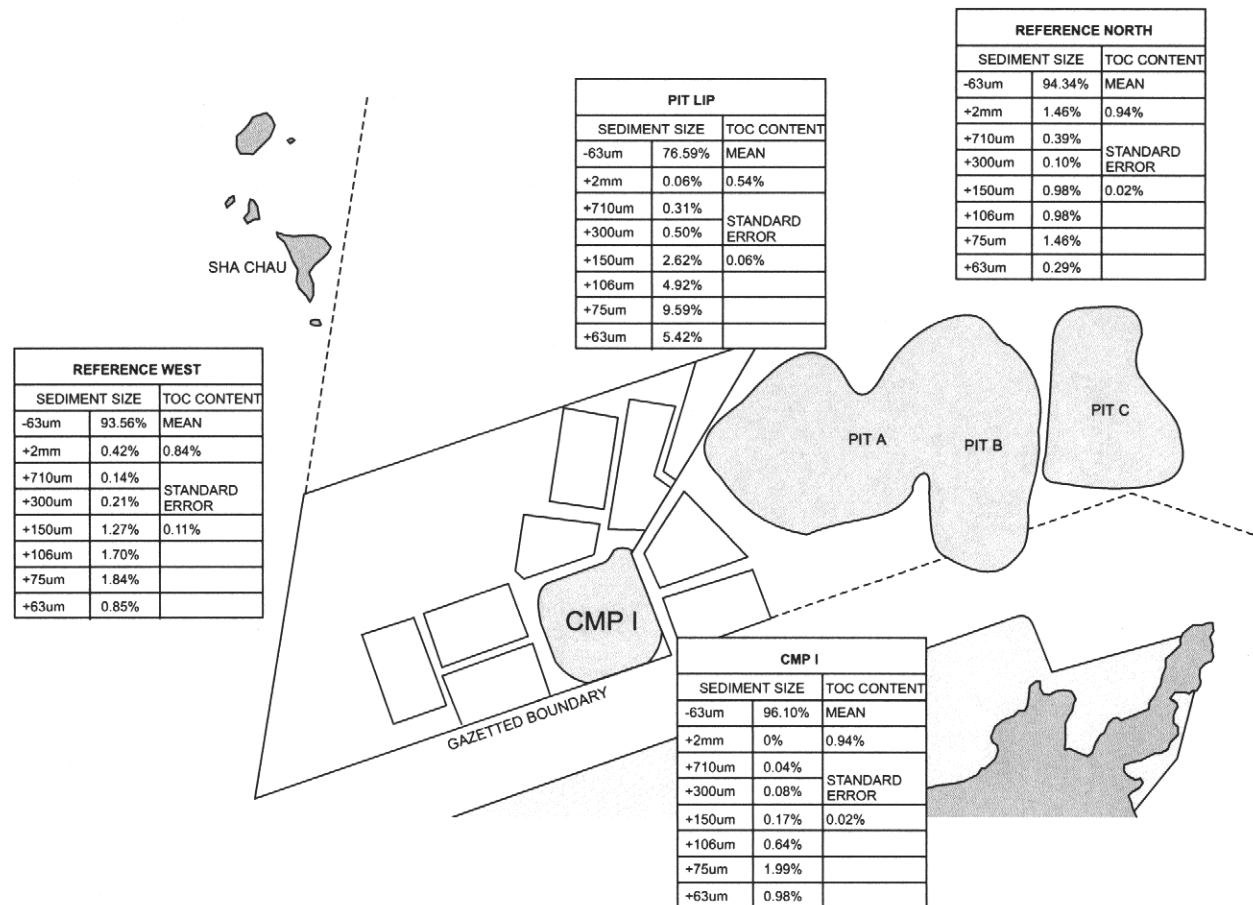 REFERENCE NORTH
SEDIMENT SIZE TOC CONTENT
-63um 94.34% MEAN
+2mm 1.46% 0.94%
+710um 0.39% STANDARD
+300um 0.10% ERROR
+150um 0.98% 0.02%
+106um 0.98%
+75um 1.46%
+63um 0.29%
PIT LIP
SEDIMENT SIZE TOC CONTENT
-63um 76.59% MEAN
+2mm 0.06% 0.54%
+710um 0.31% STANDARD
+300um 0.50% ERROR
+150um 2.62% 0.06%
+106um 4.92%
+75um 9.59%
+63um 5.42%
SHA CHAU
REFERENCE WEST
SEDIMENT SIZE TOC CONTENT
-63um 93.56% MEAN
+2mm 0.42% 0.84%
+710um 0.14% STANDARD
+300um 0.21% ERROR
+150um 1.27% 0.11%
+106um 1.70%
+75um 1.84%
+63um 0.85%
PIT A
PIT B
PIT C
CMP I
GAZETTED BOUNDARY
CMP I
SEDIMENT SIZE TOC CONTENT
-63um 96.10% MEAN
+2mm 0% 0.94%
+710um 0.04% STANDARD
+300um 0.08% ERROR
+150um 0.17% 0.02%
+106um 0.64%
+75um 1.99%
+63um 0.98%